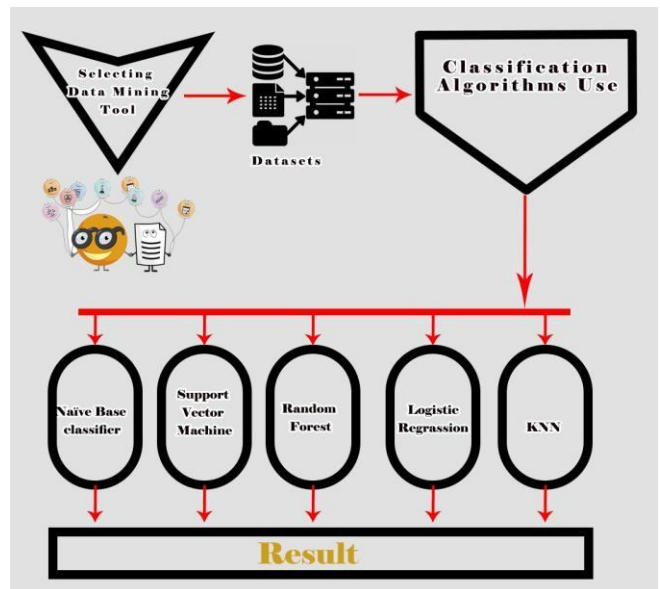 Selecting
Data Mining
Tool
Datasets
Classification
Algorithms Use
Naïve Base
classifier
Support
Vector
Machine
Random
Forest
Logistic
Regrassion
KNN
Result